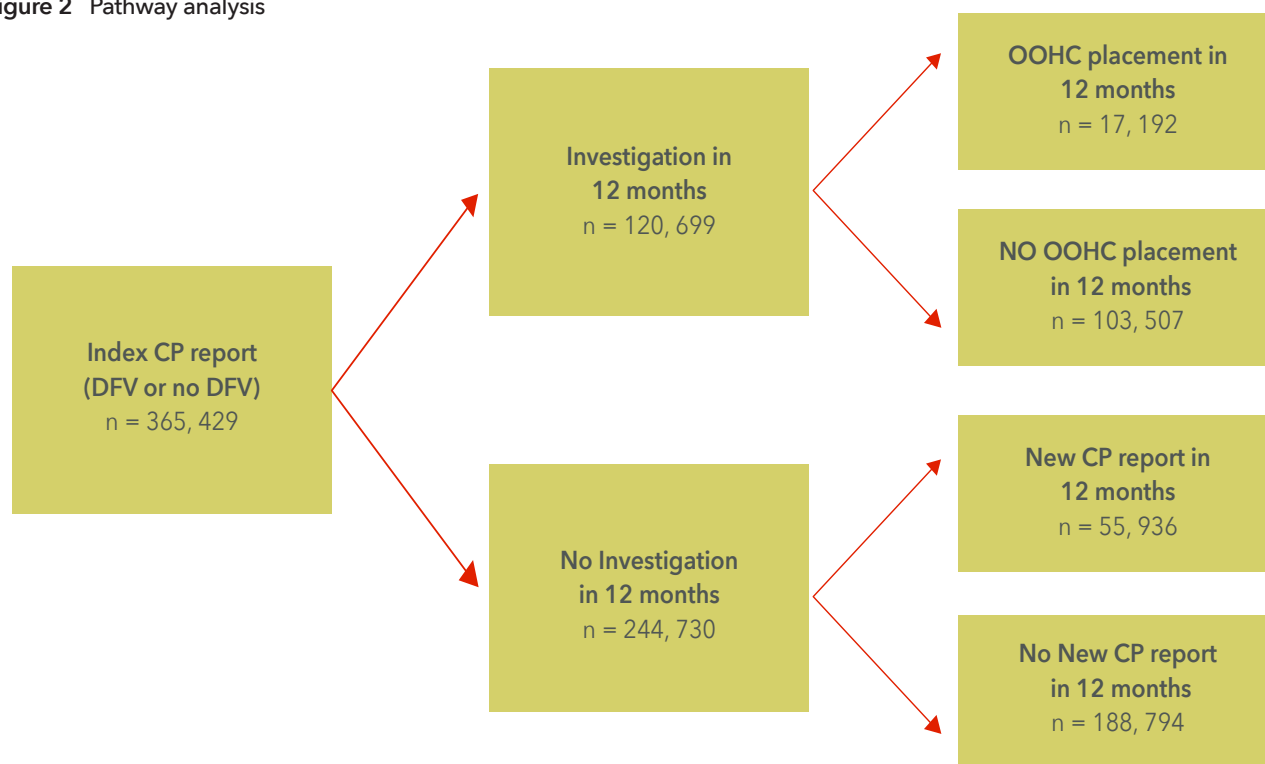 igure 2 Pathway analysis
Index CP report
(DFV or no DFV)
n = 365, 429
Investigation in
12 months
n = 120, 699
No Investigation
in 12 months
n = 244, 730
OOHC placement in
12 months
n = 17, 192
NO OOHC placement
in 12 months
n = 103, 507
New CP report in
12 months
n = 55, 936
No New CP report
in 12 months
n = 188, 794